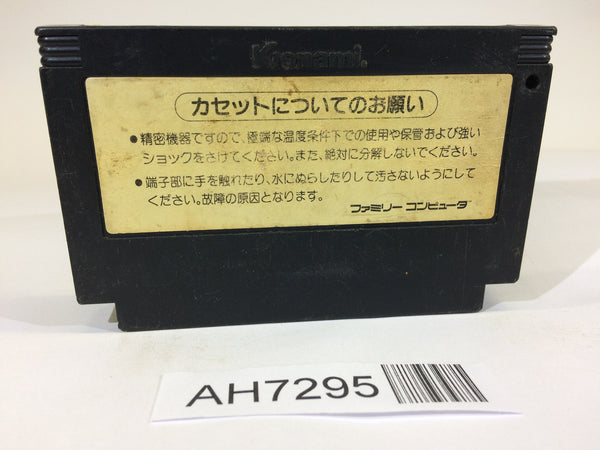 Konami
カセットについてのお願い
●精密機器ですので、極端な温度条件下での使用や保管および強い
ショックをさけてください。また、絶対に分解しないでください。
●端子部に手を触れたり、水にぬらしたりして汚さないようにして
ください。故障の原因となります。
ファミリーコンピュータ
AH7295